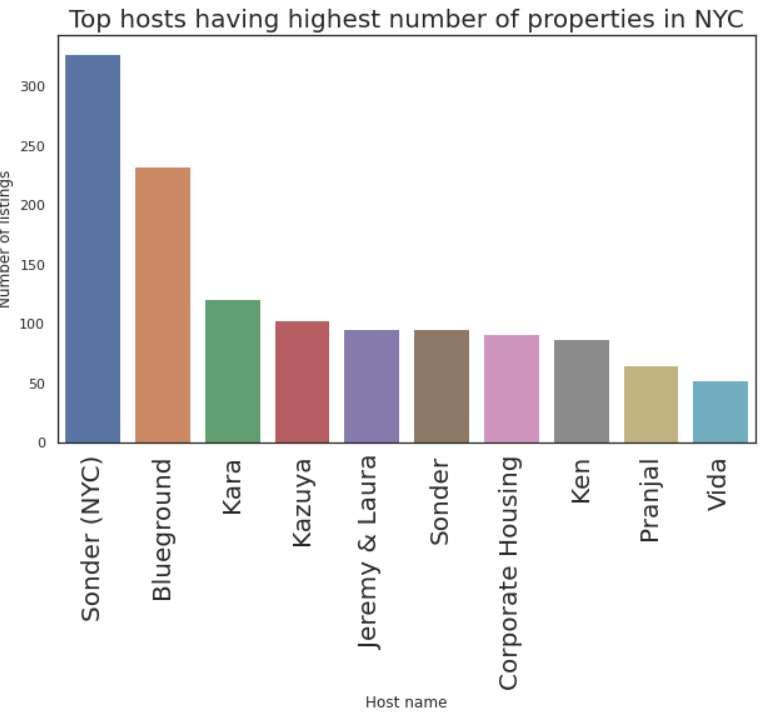 Top hosts having highest number of properties in NYC
300
250
200
150
100
50
0
Number of listings
Sonder (NYC)
Blueground
Kara
Kazuya
Jeremy & Laura
Sonder
Corporate Housing
Ken
Pranjal
Vida
Host name